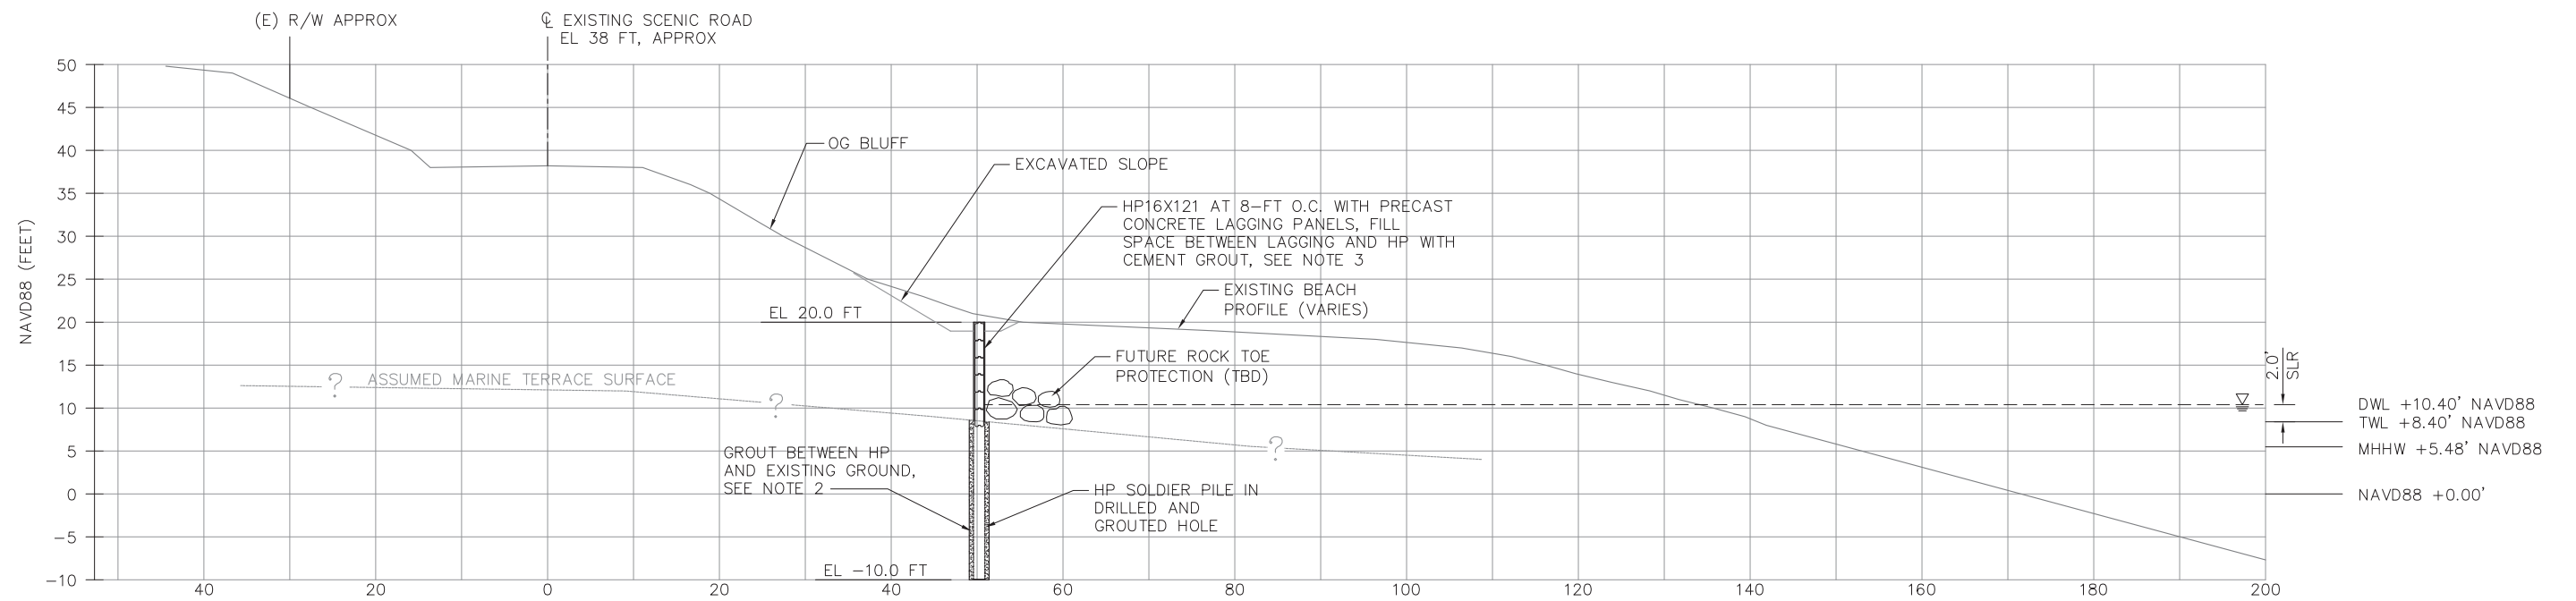 (E) R/W APPROX
℄ EXISTING SCENIC ROAD
EL 38 FT, APPROX
NAVD88 (FEET)
50
45
40
35
30
25
20
15
10
5
0
-5
-10
OG BLUFF
EXCAVATED SLOPE
HP16X121 AT 8-FT O.C. WITH PRECAST
CONCRETE LAGGING PANELS, FILL
SPACE BETWEEN LAGGING AND HP WITH
CEMENT GROUT, SEE NOTE 3
EXISTING BEACH
PROFILE (VARIES)
EL 20.0 FT
FUTURE ROCK TOE
PROTECTION (TBD)
? ASSUMED MARINE TERRACE SURFACE
?
?
GROUT BETWEEN HP
AND EXISTING GROUND,
SEE NOTE 2
HP SOLDIER PILE IN
DRILLED AND
GROUTED HOLE
EL -10.0 FT
2.0'
SLR
DWL +10.40' NAVD88
TWL +8.40' NAVD88
MHHW +5.48' NAVD88
NAVD88 +0.00'
40 20 0 20 40 60 80 100 120 140 160 180 200